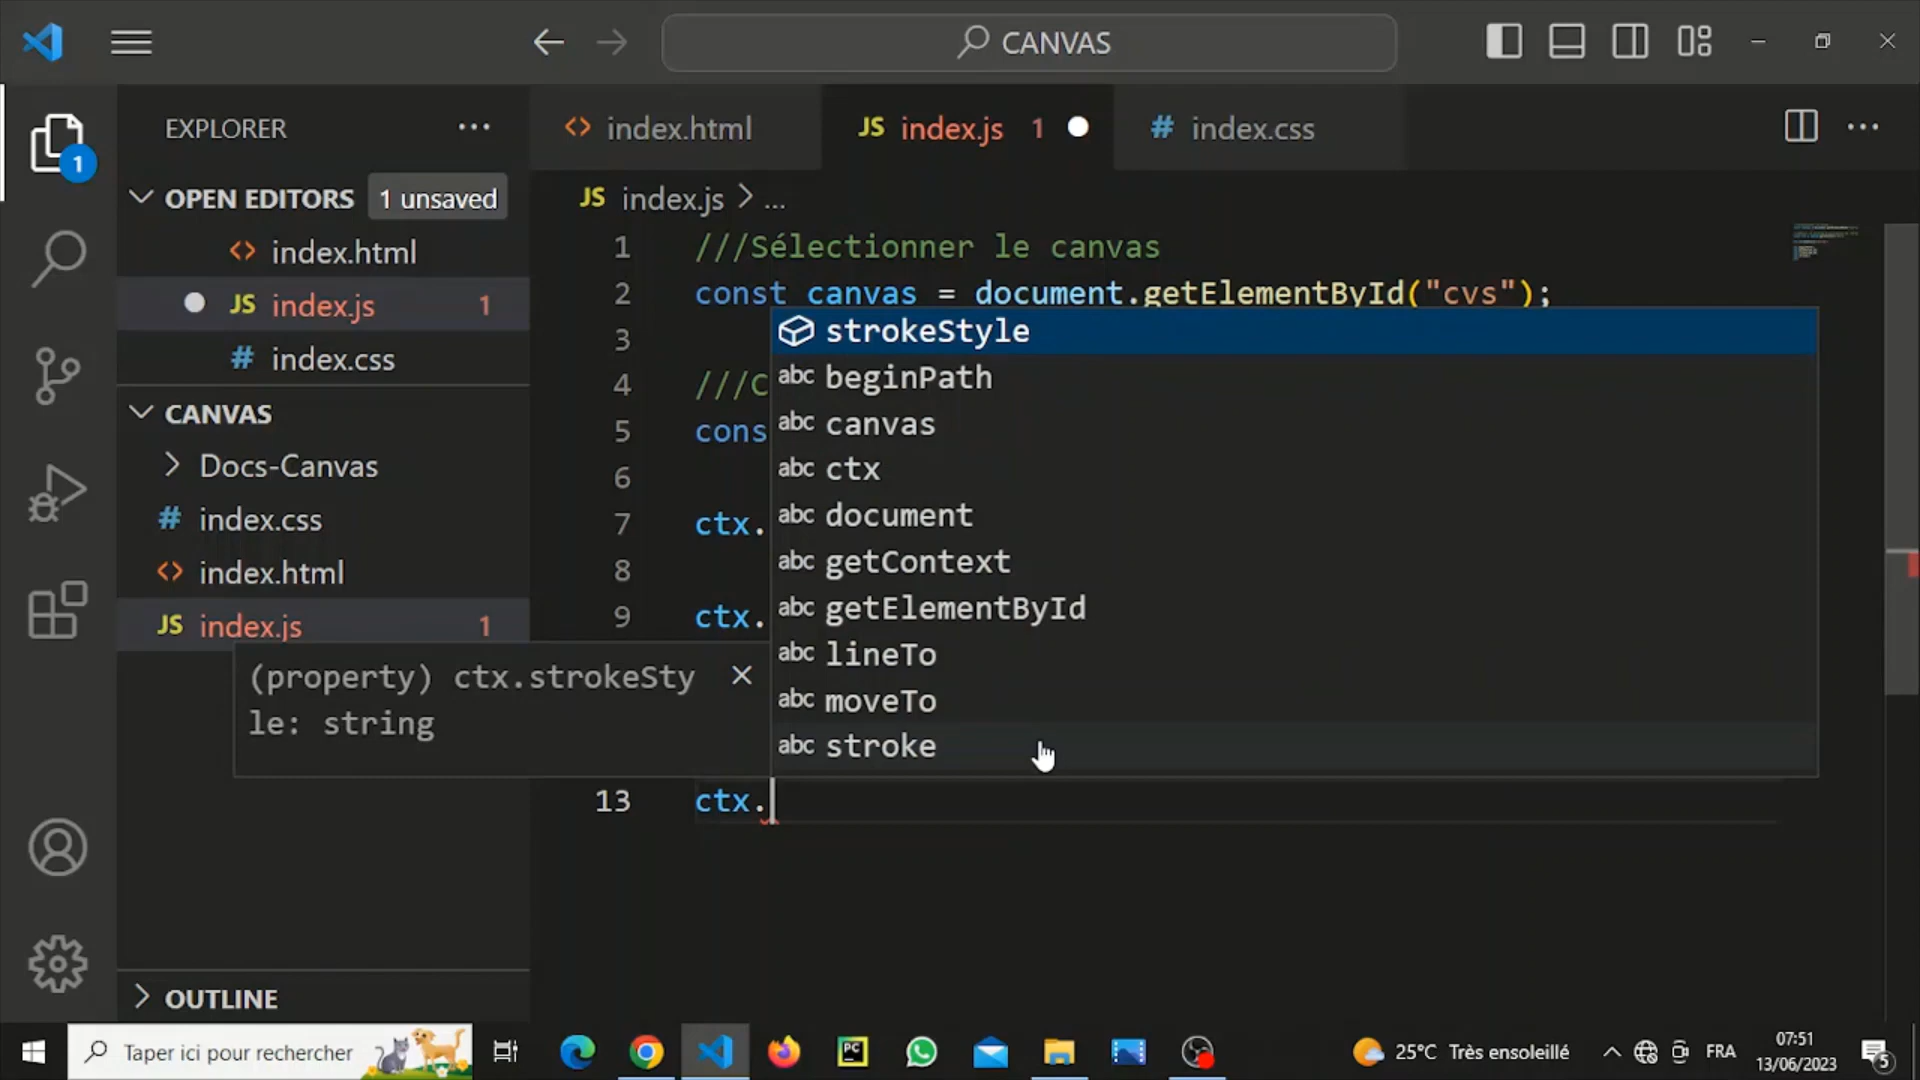 CANVAS
EXPLORER
OPEN EDITORS 1 unsaved
index.html
JS index.js 1
# index.css
CANVAS
Docs-Canvas
# index.css
index.html
JS index.js 1
OUTLINE
1
index.html
JS index.js 1
# index.css
JS index.js > ...
1 ///Sélectionner le canvas
2 const canvas = document.getElementById("cvs");
3
4 ///C
5 cons
6
7 ctx.
8
9 ctx.
13 ctx.
strokeStyle
abc beginPath
abc canvas
abc ctx
abc document
abc getContext
abc getElementById
abc lineTo
abc moveTo
abc stroke
(property) ctx.strokeSty
le: string
Taper ici pour rechercher
PC
25°C Très ensoleillé
FRA
07:51
13/06/2023
5